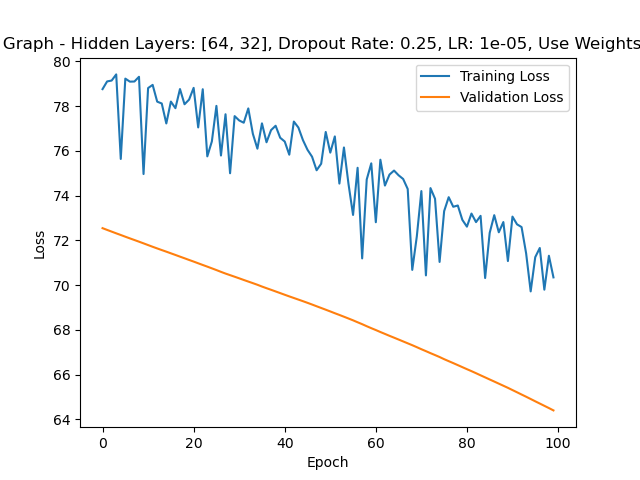 Graph - Hidden Layers: [64, 32], Dropout Rate: 0.25, LR: 1e-05, Use Weights
80
78
76
74
72
70
68
66
64
Loss
Training Loss
Validation Loss
0 20 40 60 80 100
Epoch